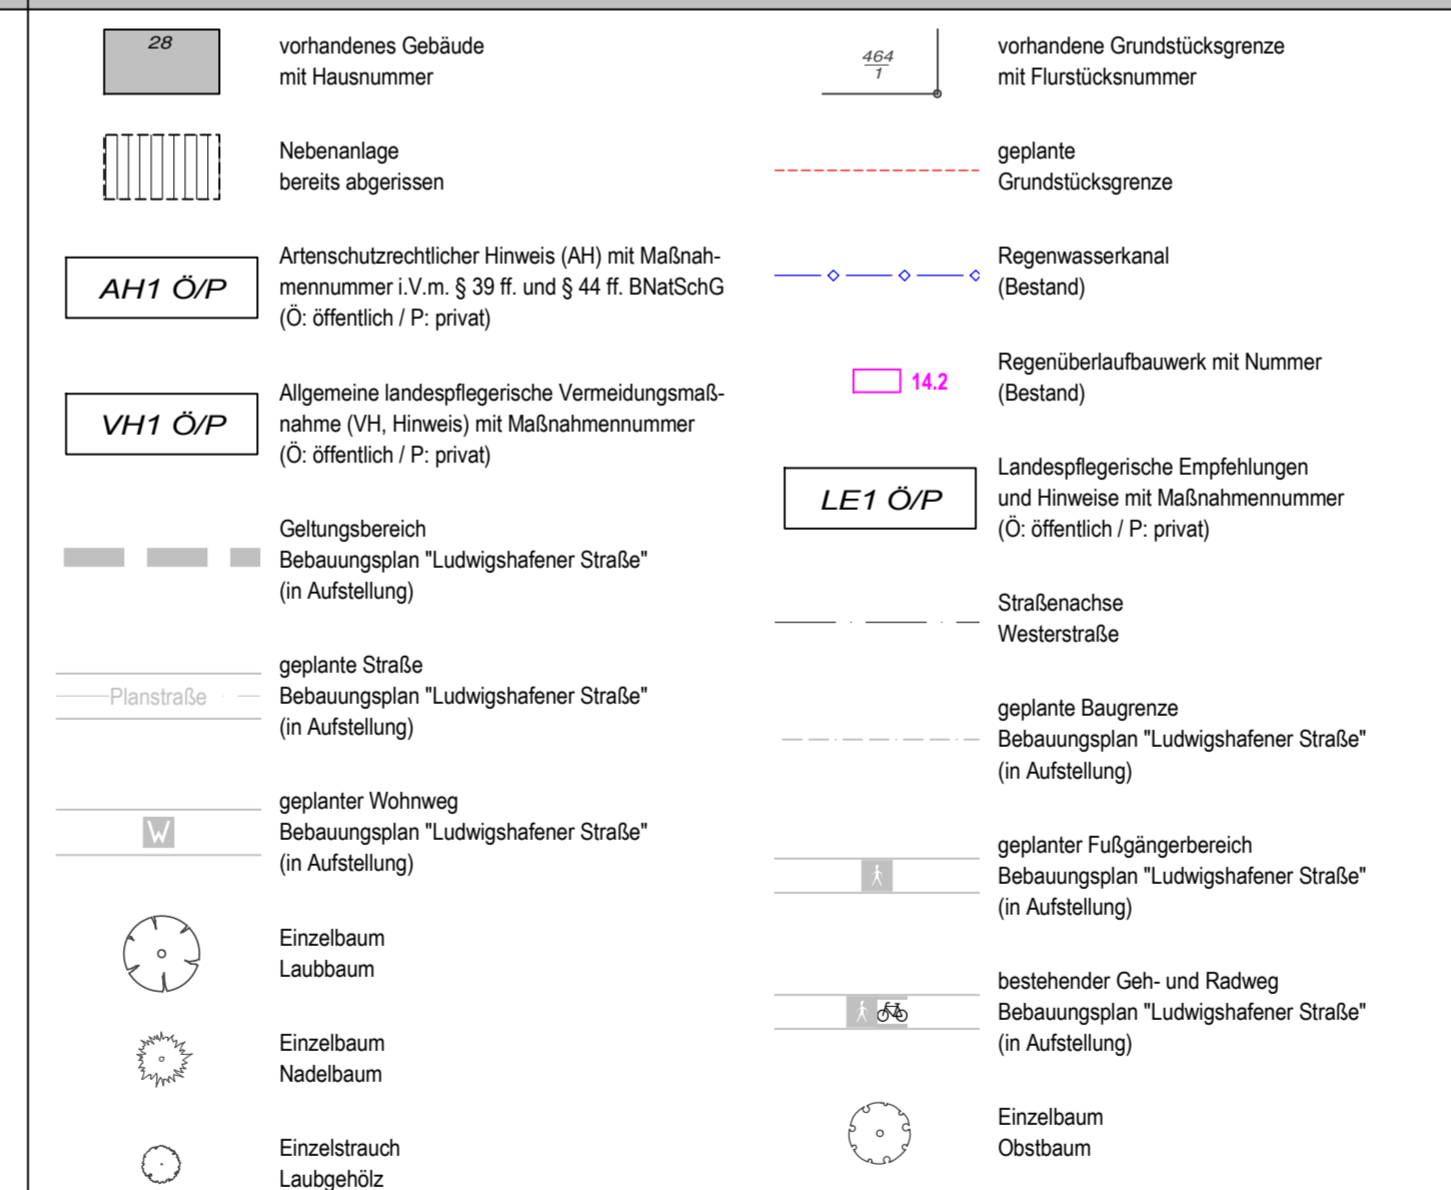 28
vorhandenes Gebäude
mit Hausnummer
Nebenanlage
bereits abgerissen
AH1 Ö/P
Artenschutzrechtlicher Hinweis (AH) mit Maßnah-
mennummer i.V.m. § 39 ff. und § 44 ff. BNatSchG
(Ö: öffentlich / P: privat)
VH1 Ö/P
Allgemeine landespflegerische Vermeidungsmaß-
nahme (VH, Hinweis) mit Maßnahmennummer
(Ö: öffentlich / P: privat)
Geltungsbereich
Bebauungsplan "Ludwigshafener Straße"
(in Aufstellung)
Planstraße
geplante Straße
Bebauungsplan "Ludwigshafener Straße"
(in Aufstellung)
W
geplanter Wohnweg
Bebauungsplan "Ludwigshafener Straße"
(in Aufstellung)
Einzelbaum
Laubbaum
Einzelbaum
Nadelbaum
Einzelstrauch
Laubgehölz
464
1
vorhandene Grundstücksgrenze
mit Flurstücksnummer
geplante
Grundstücksgrenze
Regenwasserkanal
(Bestand)
14.2
Regenüberlaufbauwerk mit Nummer
(Bestand)
LE1 Ö/P
Landespflegerische Empfehlungen
und Hinweise mit Maßnahmennummer
(Ö: öffentlich / P: privat)
Straßenachse
Westerstraße
geplante Baugrenze
Bebauungsplan "Ludwigshafener Straße"
(in Aufstellung)
geplanter Fußgängerbereich
Bebauungsplan "Ludwigshafener Straße"
(in Aufstellung)
bestehender Geh- und Radweg
Bebauungsplan "Ludwigshafener Straße"
(in Aufstellung)
Einzelbaum
Obstbaum